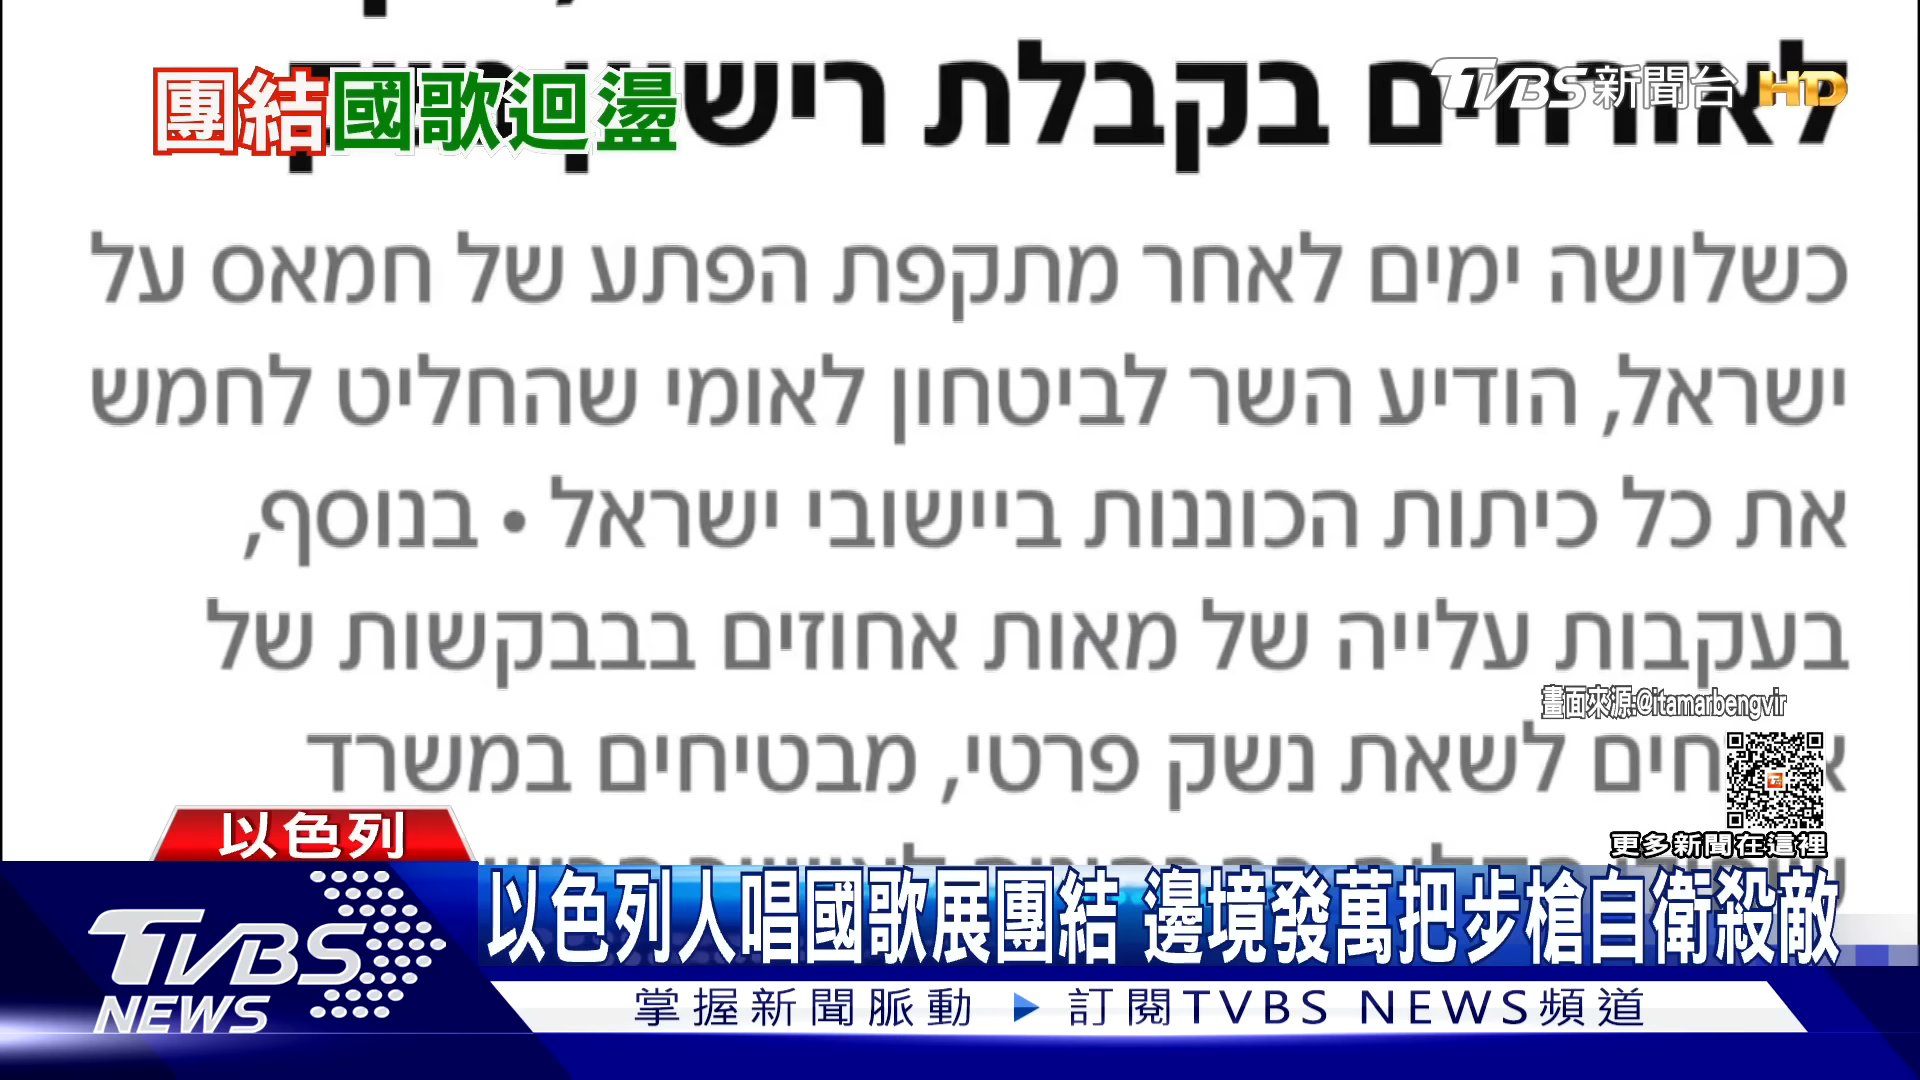 לאזרחים בקבלת רישיון נשק
團結國歌迴盪
TVBS新聞台 HD
כשלושה ימים לאחר מתקפת הפתע של חמאס על
ישראל, הודיע השר לביטחון לאומי שהחליט לחמש
את כל כיתות הכוננות ביישובי ישראל • בנוסף,
בעקבות עלייה של מאות אחוזים בבבקשות של
חים לשאת נשק פרטי, מבטיחים במשרד
畫面來源:@itamarbengvir
更多新聞在這裡
以色列
以色列人唱國歌展團結 邊境發萬把步槍自衛殺敵
TVBS NEWS
掌握新聞脈動 ▶ 訂閱TVBS NEWS頻道